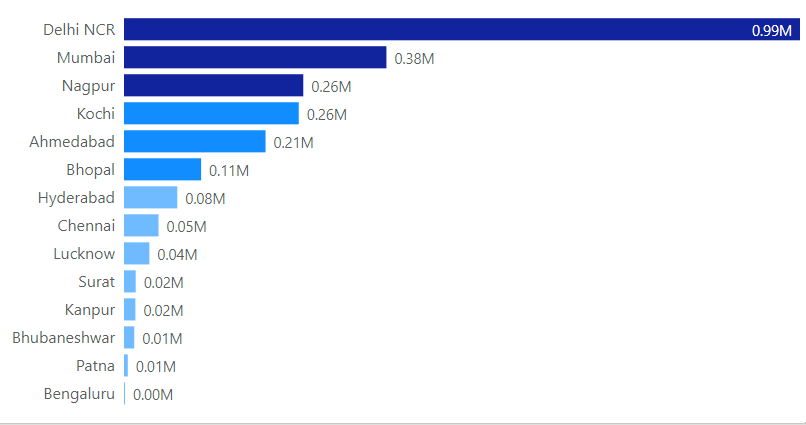 Delhi NCR 0.99M
Mumbai 0.38M
Nagpur 0.26M
Kochi 0.26M
Ahmedabad 0.21M
Bhopal 0.11M
Hyderabad 0.08M
Chennai 0.05M
Lucknow 0.04M
Surat 0.02M
Kanpur 0.02M
Bhubaneshwar 0.01M
Patna 0.01M
Bengaluru 0.00M